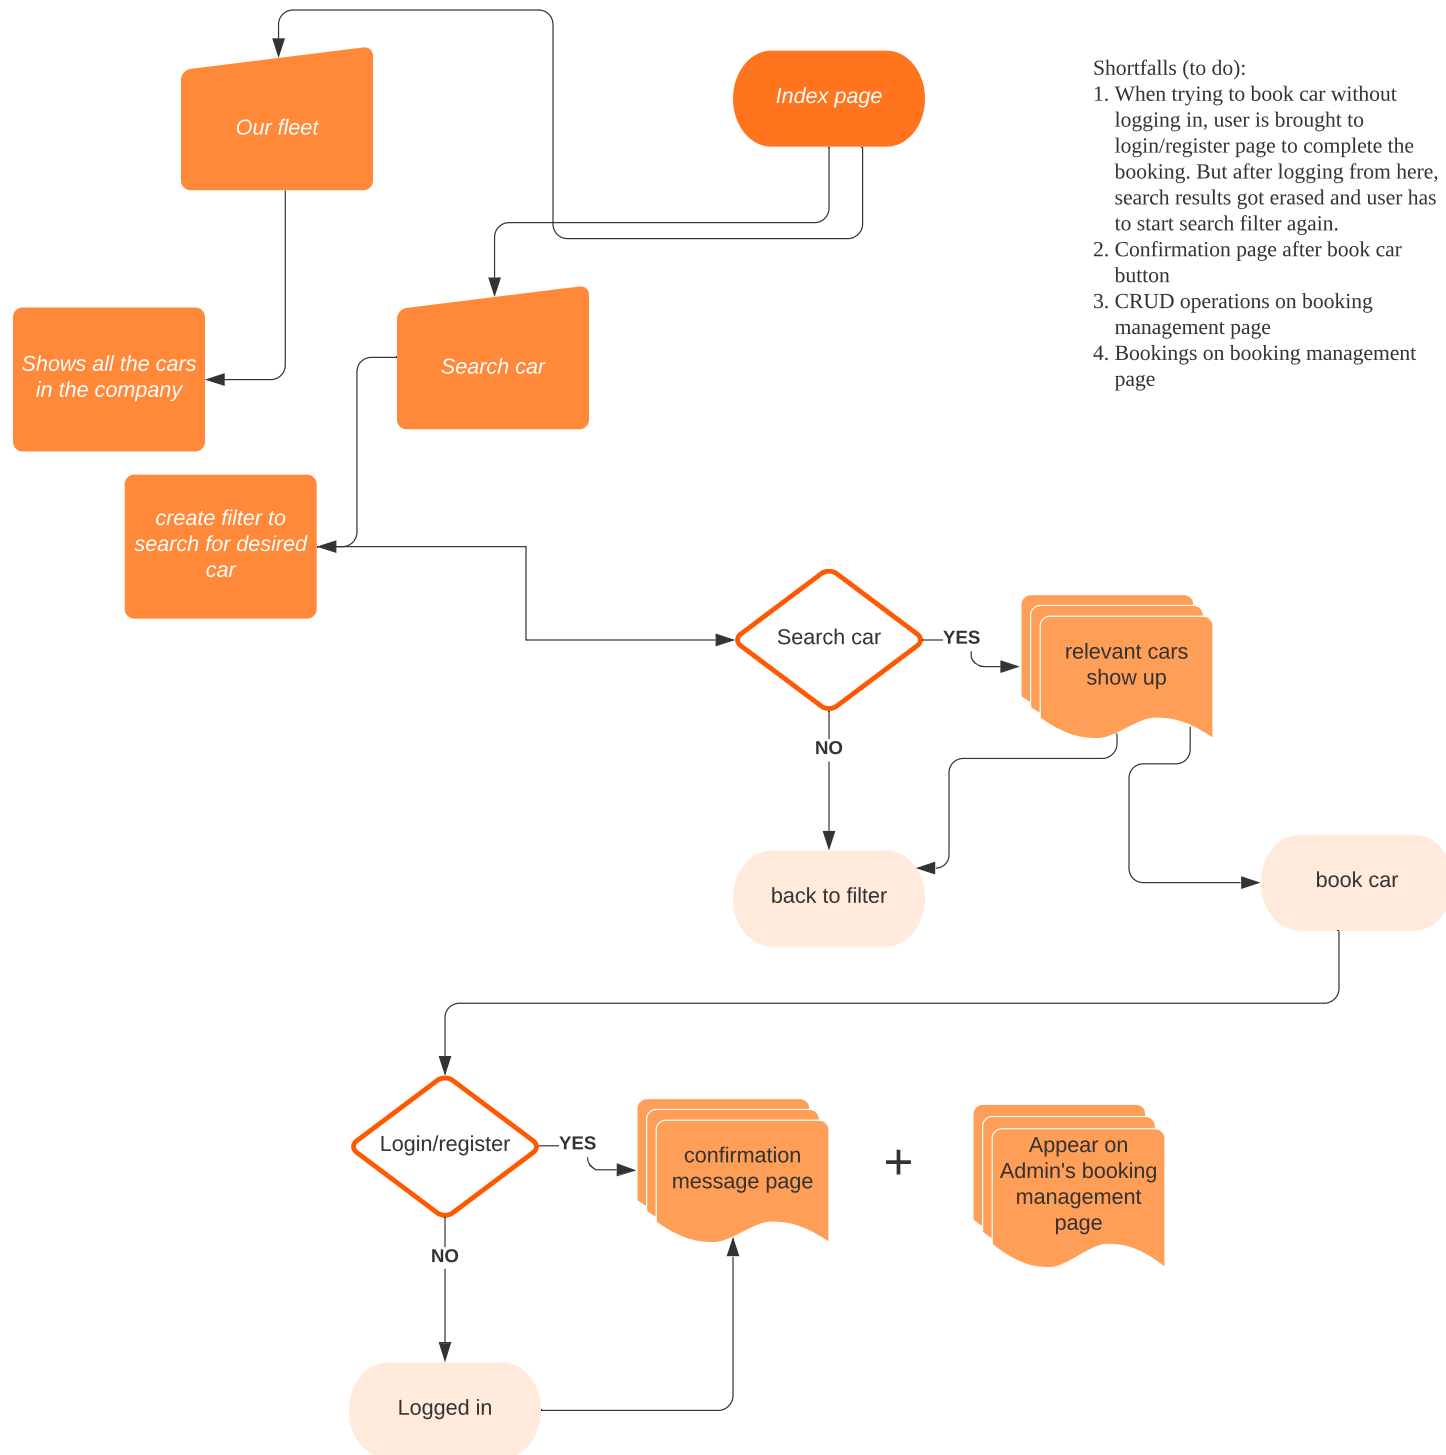 Index page
Our fleet
Shortfalls (to do):
1. When trying to book car without
logging in, user is brought to
login/register page to complete the
booking. But after logging from here,
search results got erased and user has
to start search filter again.
2. Confirmation page after book car
button
3. CRUD operations on booking
management page
4. Bookings on booking management
page
Shows all the cars
in the company
Search car
create filter to
search for desired
car
Search car
YES
relevant cars
show up
NO
back to filter
book car
Login/register
YES
confirmation
message page
+
Appear on
Admin's booking
management
page
NO
Logged in